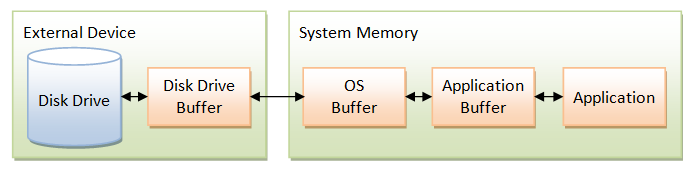 External Device
System Memory
Disk Drive
Disk Drive
Buffer
OS
Buffer
Application
Buffer
Application